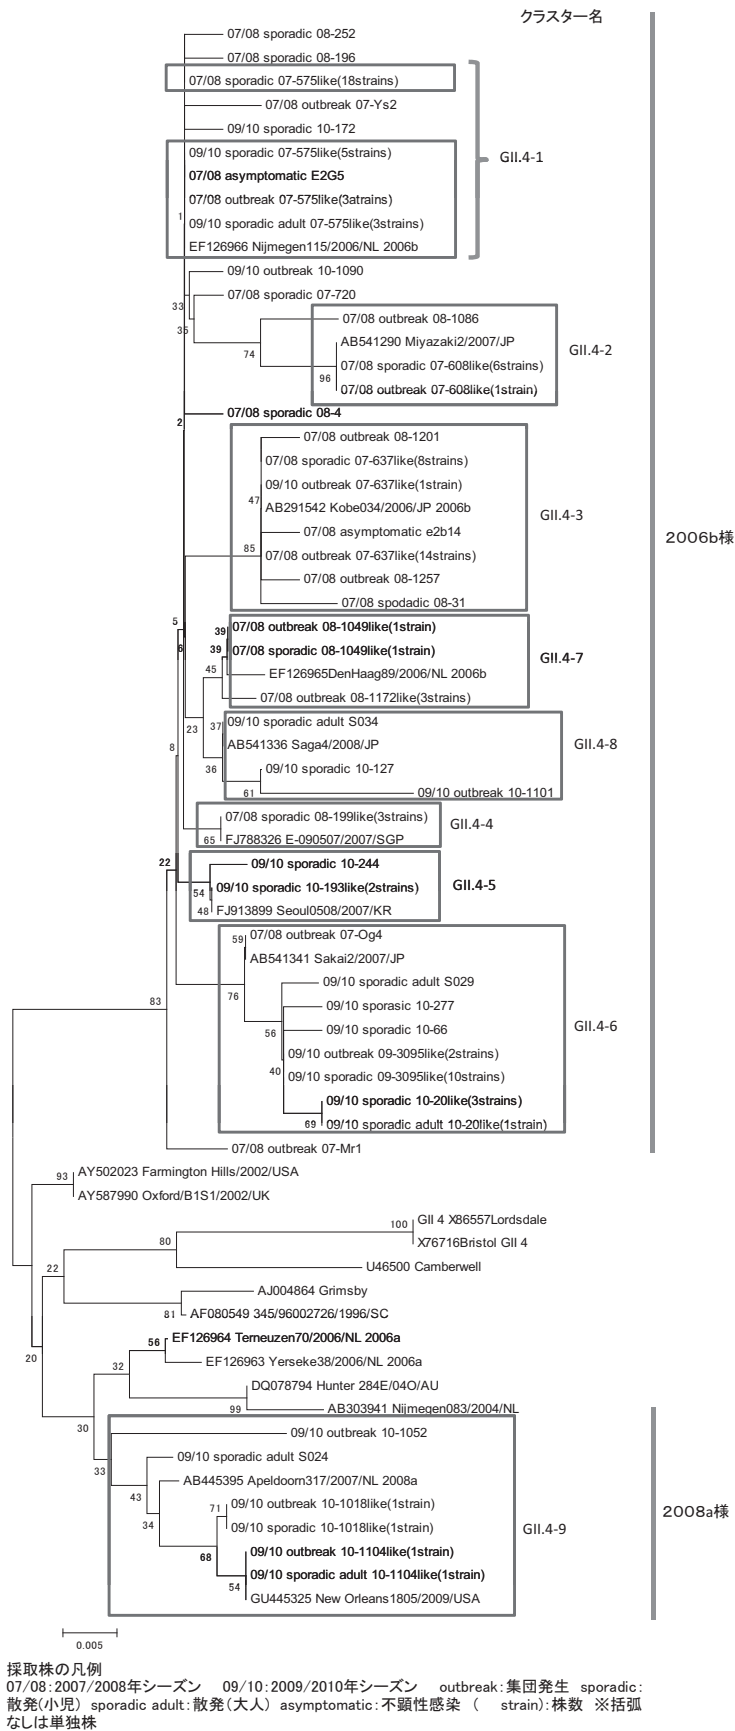 クラスター名
07/08 sporadic 08-252
07/08 sporadic 08-196
07/08 sporadic 07-575like(18strains)
07/08 outbreak 07-Ys2
09/10 sporadic 10-172
09/10 sporadic 07-575like(5strains)
GII.4-1
07/08 asymptomatic E2G5
07/08 outbreak 07-575like(3atrains)
1
09/10 sporadic adult 07-575like(3strains)
EF126966 Nijmegen115/2006/NL 2006b
09/10 outbreak 10-1090
07/08 sporadic 07-720
33
07/08 outbreak 08-1086
35
AB541290 Miyazaki2/2007/JP
GII.4-2
74
07/08 sporadic 07-608like(6strains)
96
07/08 outbreak 07-608like(1strain)
07/08 sporadic 08-4
2
07/08 outbreak 08-1201
07/08 sporadic 07-637like(8strains)
09/10 outbreak 07-637like(1strain)
47
AB291542 Kobe034/2006/JP 2006b
GII.4-3
07/08 asymptomatic e2b14
2006b様
85
07/08 outbreak 07-637like(14strains)
07/08 outbreak 08-1257
07/08 spodadic 08-31
5
39
07/08 outbreak 08-1049like(1strain)
6
39
07/08 sporadic 08-1049like(1strain)
GII.4-7
45
EF126965DenHaag89/2006/NL 2006b
07/08 outbreak 08-1172like(3strains)
23
37
09/10 sporadic adult S034
8
AB541336 Saga4/2008/JP
GII.4-8
36
09/10 sporadic 10-127
61
09/10 outbreak 10-1101
07/08 sporadic 08-199like(3strains)
GII.4-4
65
FJ788326 E-090507/2007/SGP
22
09/10 sporadic 10-244
54
09/10 sporadic 10-193like(2strains)
GII.4-5
48
FJ913899 Seoul0508/2007/KR
59
07/08 outbreak 07-Og4
AB541341 Sakai2/2007/JP
76
09/10 sporadic adult S029
83
09/10 sporasic 10-277
56
09/10 sporadic 10-66
GII.4-6
09/10 outbreak 09-3095like(2strains)
40
09/10 sporadic 09-3095like(10strains)
09/10 sporadic 10-20like(3strains)
69
09/10 sporadic adult 10-20like(1strain)
07/08 outbreak 07-Mr1
93
AY502023 Farmington Hills/2002/USA
AY587990 Oxford/B1S1/2002/UK
100
GII 4 X86557Lordsdale
80
X76716Bristol GII 4
22
U46500 Camberwell
AJ004864 Grimsby
81
AF080549 345/96002726/1996/SC
20
56
EF126964 Terneuzen70/2006/NL 2006a
32
EF126963 Yerseke38/2006/NL 2006a
DQ078794 Hunter 284E/04O/AU
99
AB303941 Nijmegen083/2004/NL
30
09/10 outbreak 10-1052
33
09/10 sporadic adult S024
43
AB445395 Apeldoorn317/2007/NL 2008a
71
09/10 outbreak 10-1018like(1strain)
34
09/10 sporadic 10-1018like(1strain)
GII.4-9
2008a様
68
09/10 outbreak 10-1104like(1strain)
54
09/10 sporadic adult 10-1104like(1strain)
GU445325 New Orleans1805/2009/USA
0.005
採取株の凡例
07/08：2007/2008年シーズン　09/10：2009/2010年シーズン　outbreak：集団発生　sporadic：
散発(小児)　sporadic adult：散発(大人)　asymptomatic：不顕性感染　(　strain)：株数　※括弧
なしは単独株